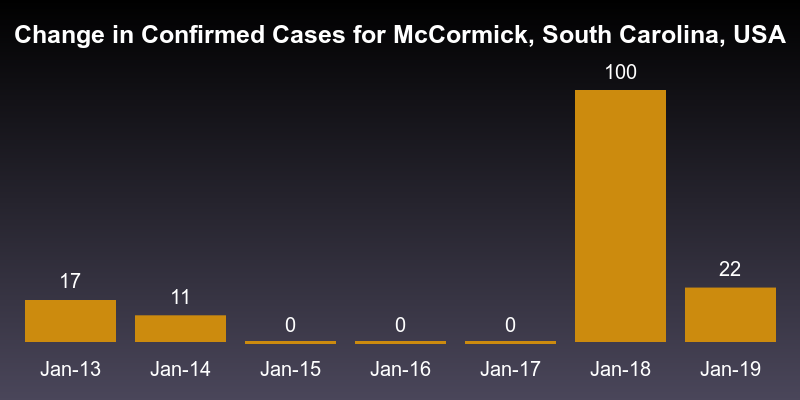 Change in Confirmed Cases for McCormick, South Carolina, USA
100
17
11
0
0
0
22
Jan-13
Jan-14
Jan-15
Jan-16
Jan-17
Jan-18
Jan-19